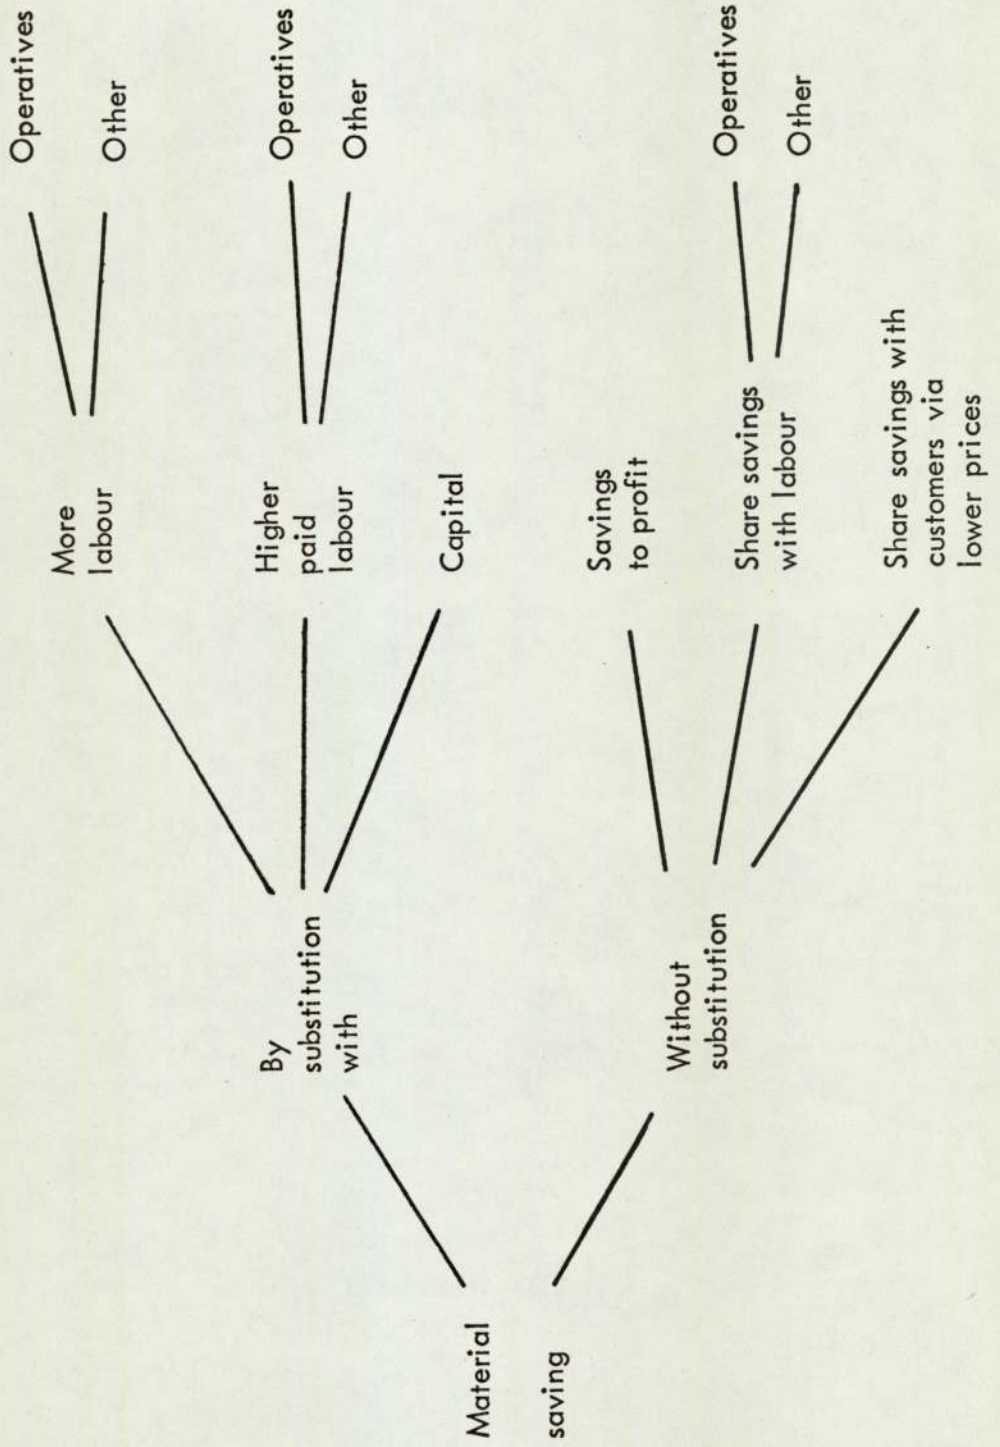 Material
saving
By
substitution
with
Without
substitution
More
labour
Higher
paid
labour
Capital
Savings
to profit
Share savings
with labour
Share savings with
customers via
lower prices
Operatives
Other
Operatives
Other
Operatives
Other